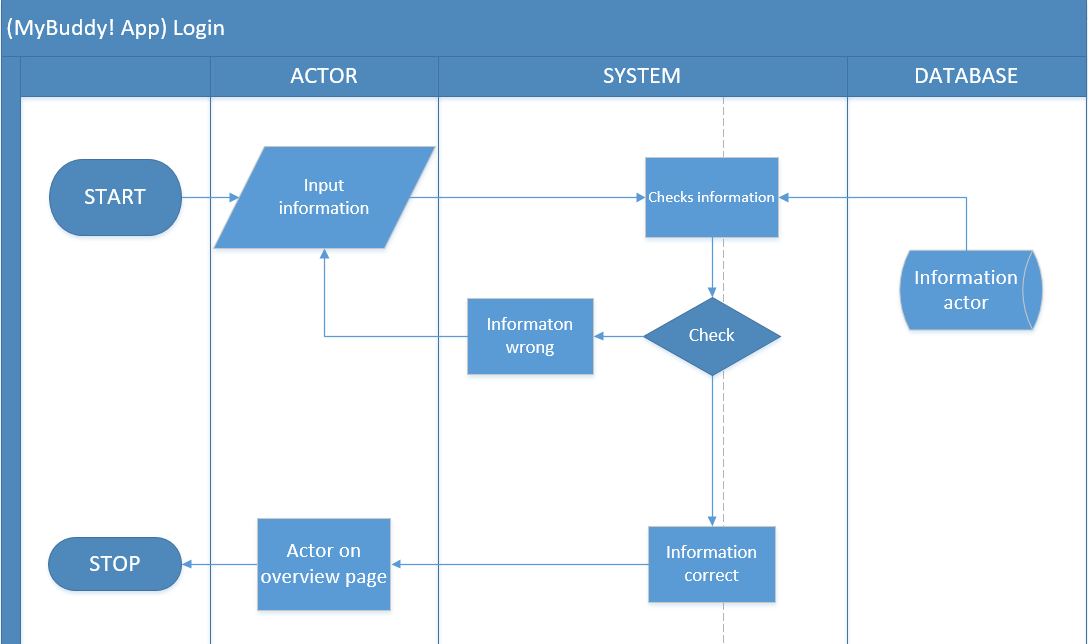 (MyBuddy! App) Login
ACTOR
SYSTEM
DATABASE
START
Input
information
Checks information
Information
actor
Informaton
wrong
Check
STOP
Actor on
overview page
Information
correct